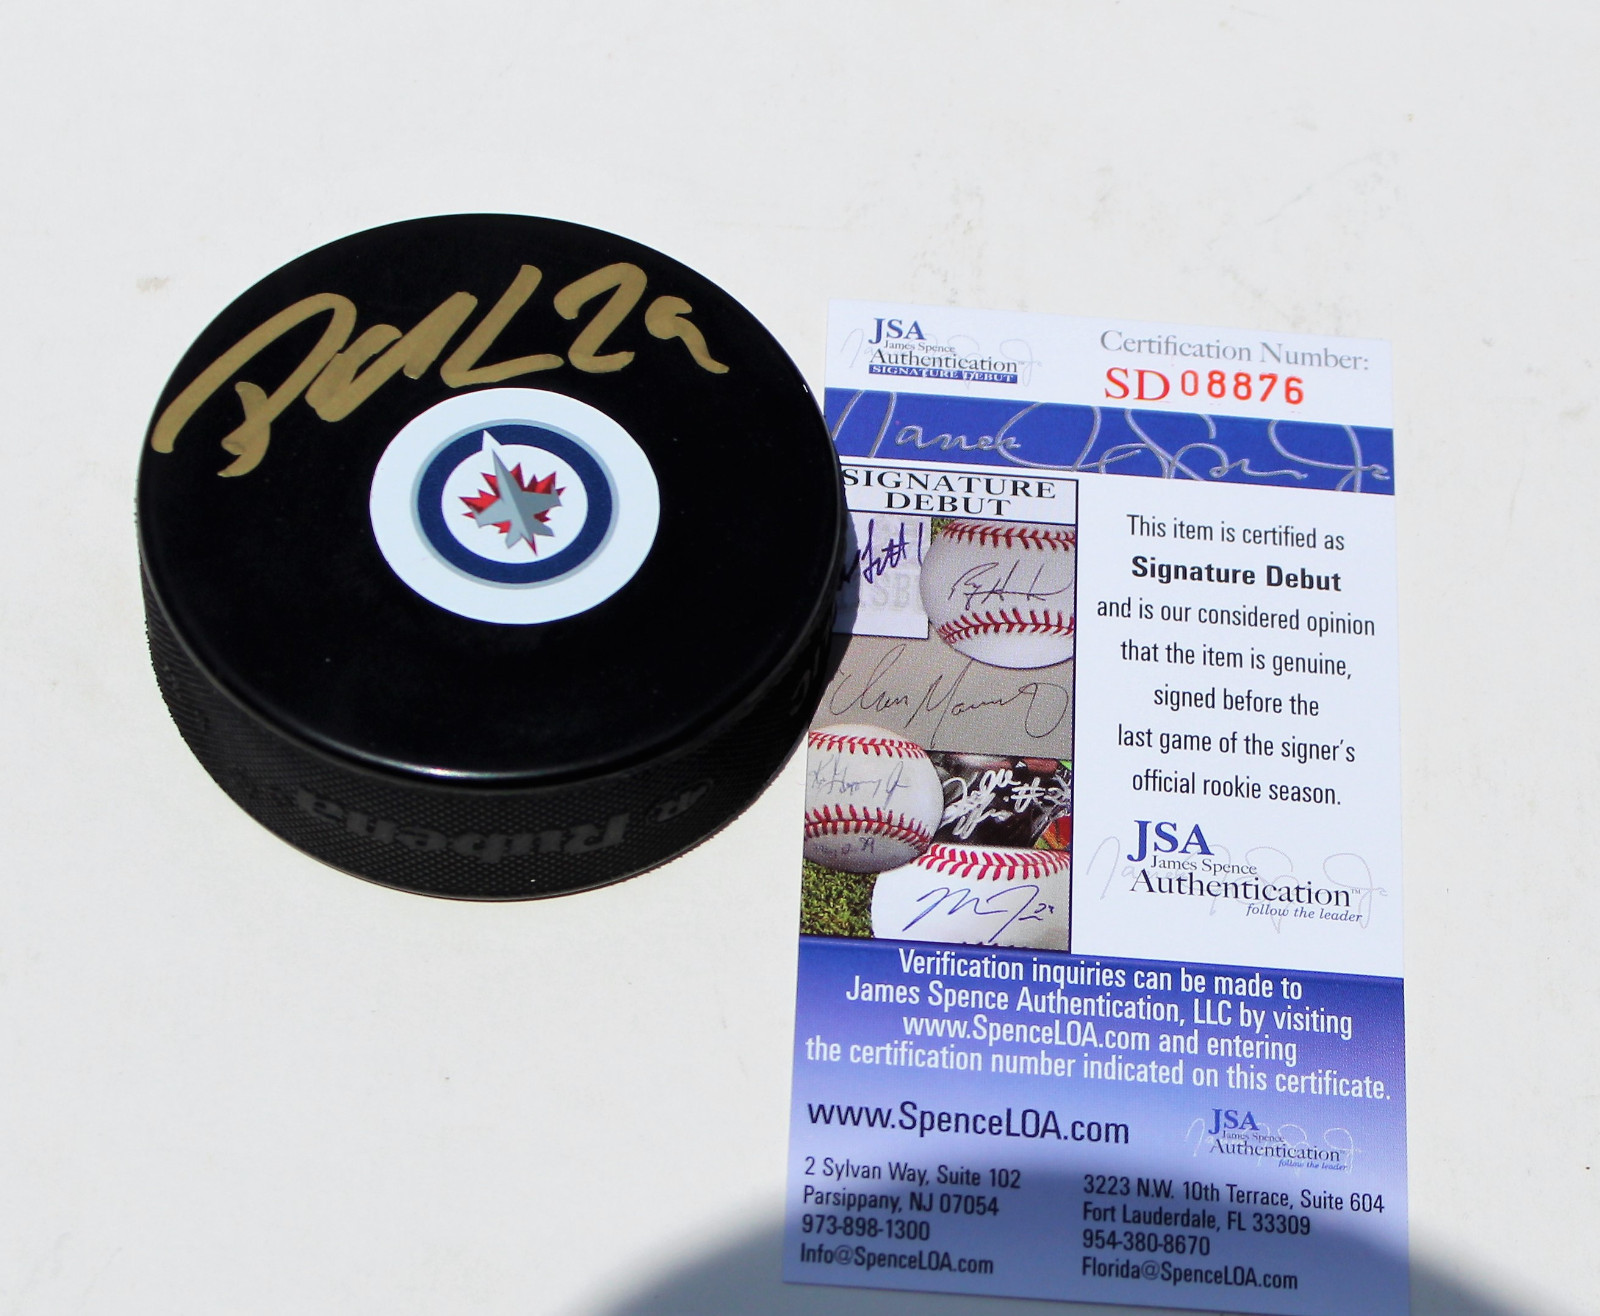 29
Rubena
JSA
James Spence
Authentication™
SIGNATURE DEBUT
Certification Number:
SD08876
SIGNATURE
DEBUT
This item is certified as
Signature Debut
and is our considered opinion
that the item is genuine,
signed before the
last game of the signer's
official rookie season.
JSA
James Spence
Authentication™
follow the leader
Verification inquiries can be made to
James Spence Authentication, LLC by visiting
www.SpenceLOA.com and entering
the certification number indicated on this certificate.
www.SpenceLOA.com
JSA
James Spence
Authentication™
follow the leader
2 Sylvan Way, Suite 102
Parsippany, NJ 07054
973-898-1300
Info@SpenceLOA.com
3223 N.W. 10th Terrace, Suite 604
Fort Lauderdale, FL 33309
954-380-8670
Florida@SpenceLOA.com